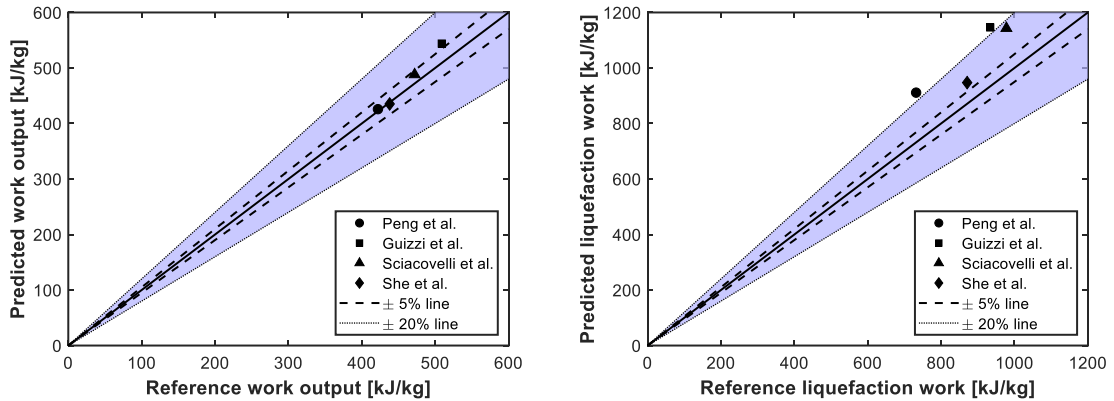 Predicted work output [kJ/kg]
600
500
400
300
200
100
0
0 100 200 300 400 500 600
Reference work output [kJ/kg]
Peng et al.
Guizzi et al.
Sciacovelli et al.
She et al.
± 5% line
± 20% line
Predicted liquefaction work [kJ/kg]
1200
1000
800
600
400
200
0
0 200 400 600 800 1000 1200
Reference liquefaction work [kJ/kg]
Peng et al.
Guizzi et al.
Sciacovelli et al.
She et al.
± 5% line
± 20% line